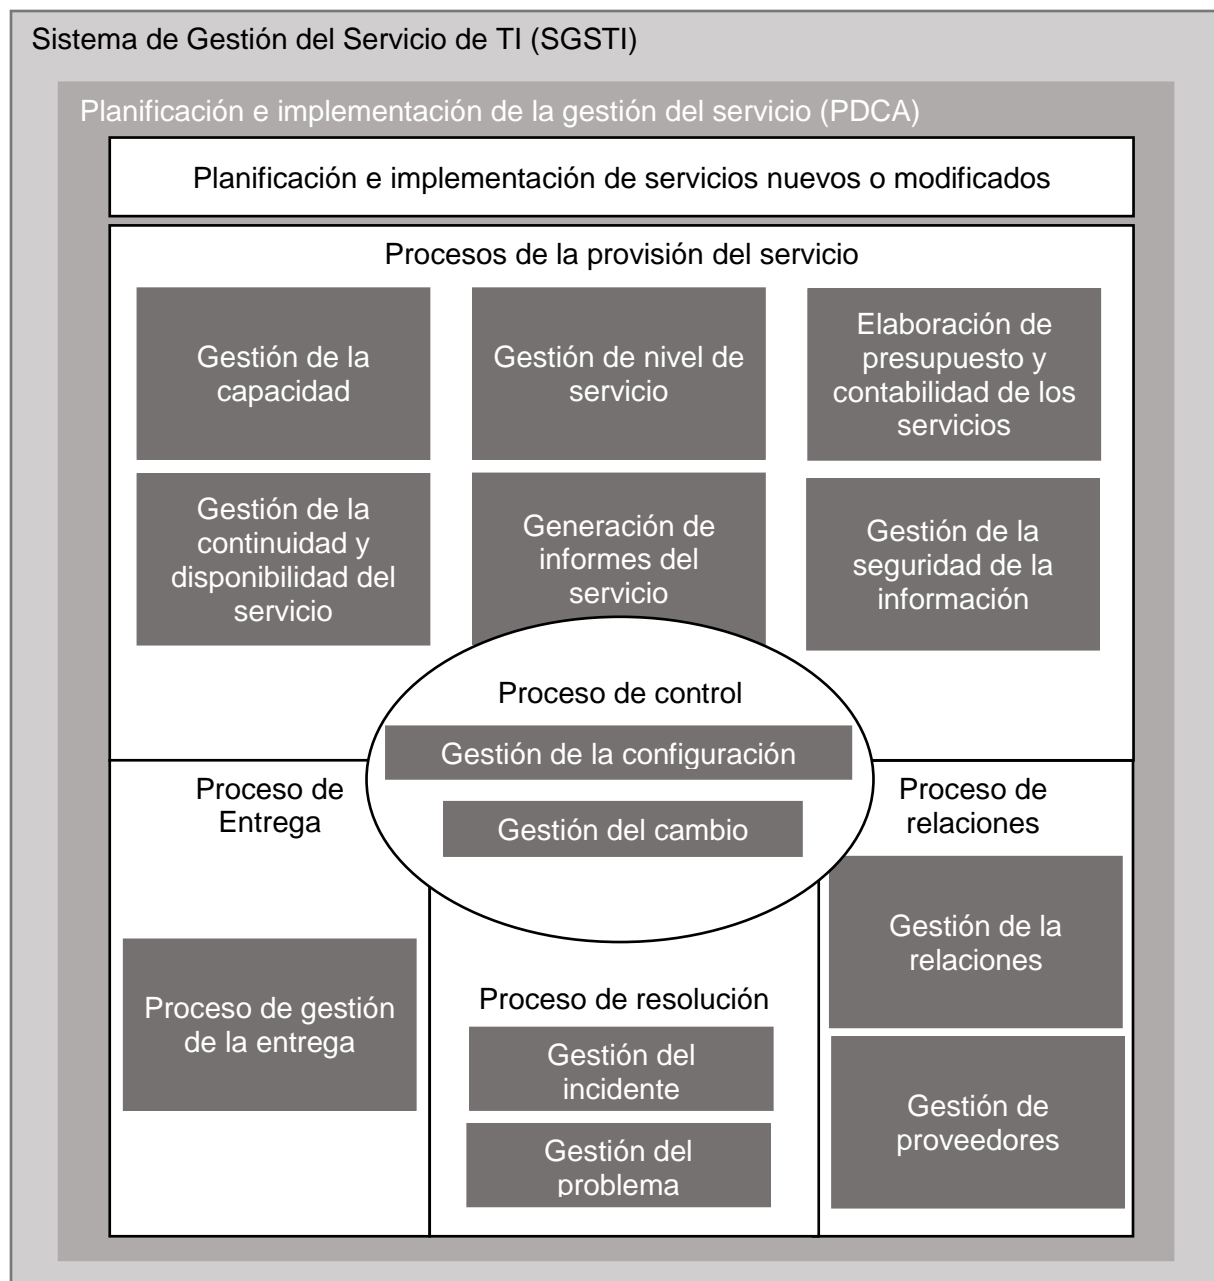 Sistema de Gestión del Servicio de TI (SGSTI)
Planificación e implementación de la gestión del servicio (PDCA)
Planificación e implementación de servicios nuevos o modificados
Procesos de la provisión del servicio
Gestión de la
capacidad
Gestión de nivel de
servicio
Elaboración de
presupuesto y
contabilidad de los
servicios
Gestión de la
continuidad y
disponibilidad del
servicio
Generación de
informes del
servicio
Gestión de la
seguridad de la
información
Proceso de control
Gestión de la configuración
Gestión del cambio
Proceso de
Entrega
Proceso de gestión
de la entrega
Proceso de resolución
Gestión del
incidente
Gestión del
problema
Proceso de
relaciones
Gestión de la
relaciones
Gestión de
proveedores